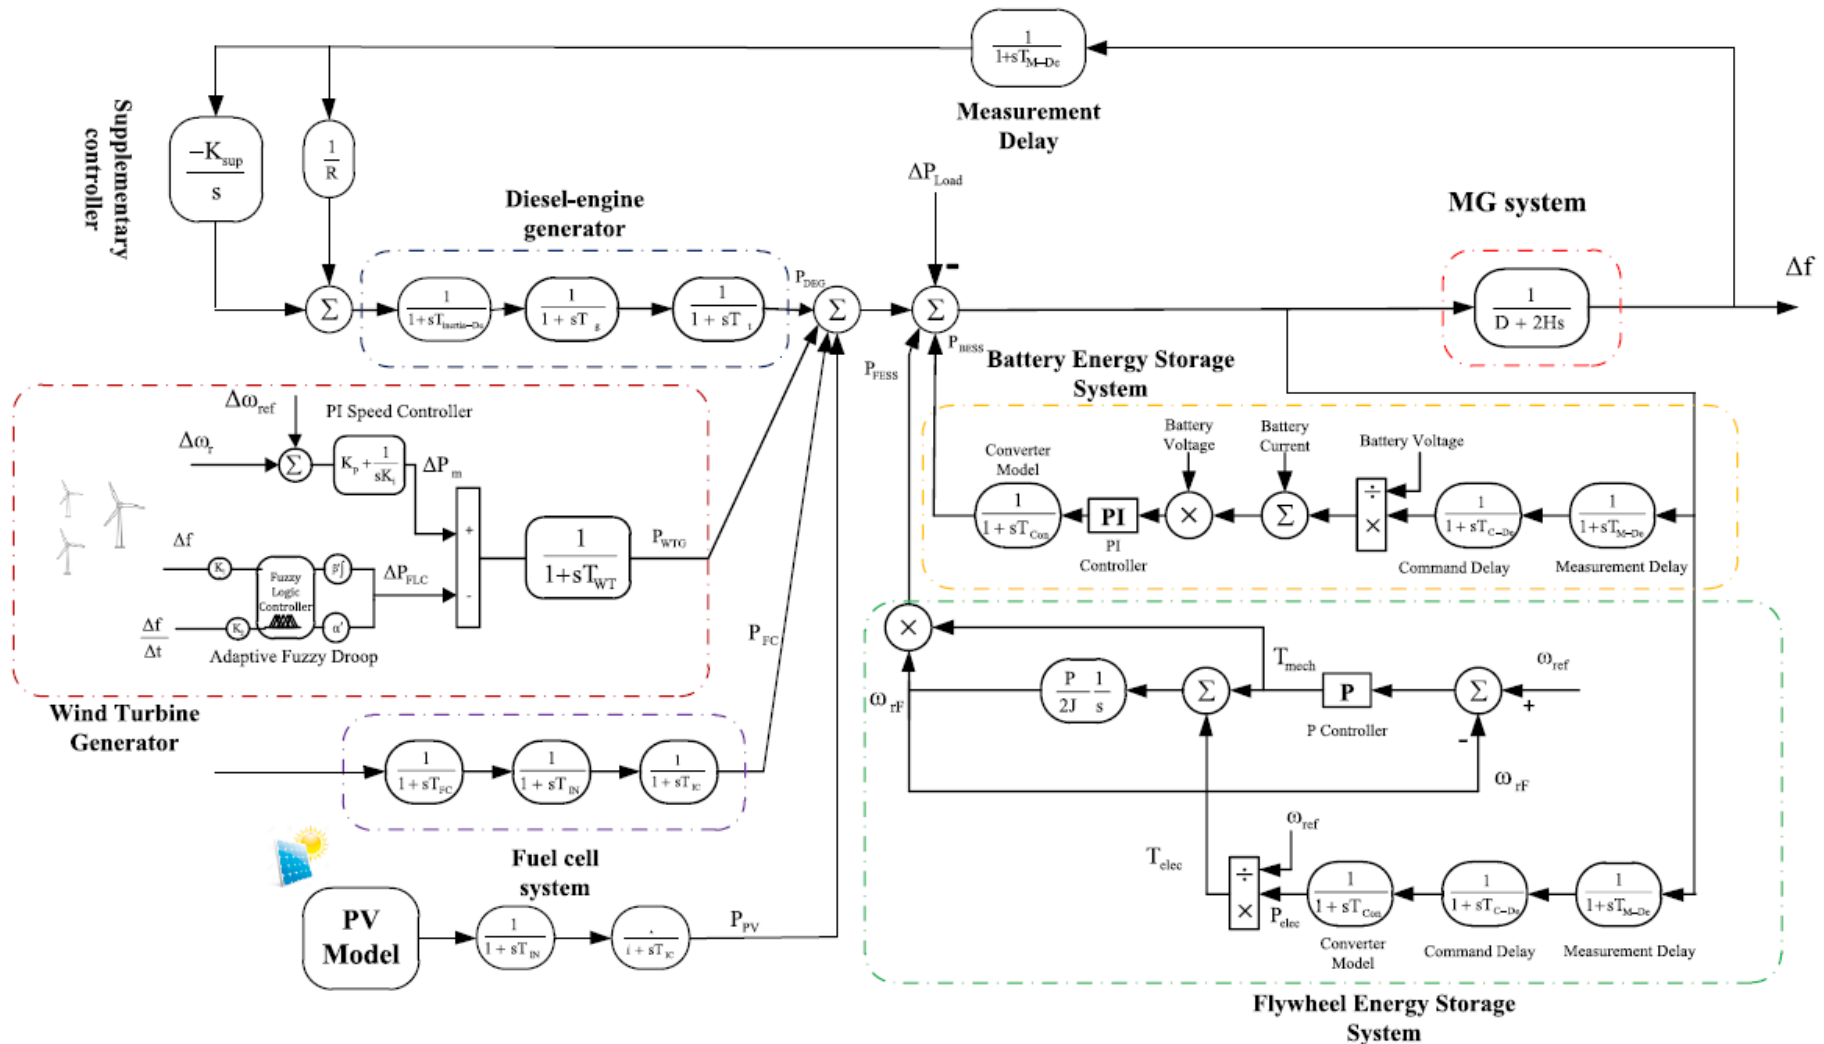 1
1+sT_M–De
Measurement
Delay
Supplementary
controller
–K_sup
s
1
R
ΔP_Load
MG system
Diesel-engine
generator
1
1+sT_Inertia–De
1
1 + sT_g
1
1 + sT_t
P_DEG
Σ
Σ
Σ
1
D + 2Hs
Δf
P_FESS
P_BESS
Battery Energy Storage
System
Δω_ref
PI Speed Controller
Δω_r
Σ
K_P + 1
sK_i
ΔP_m
+
-
Δf
K_1
Fuzzy
Logic
Controller
β'∫
ΔP_FLC
Δf
Δt
K_2
α'
Adaptive Fuzzy Droop
1
1+sT_WT
P_WTG
Wind Turbine
Generator
Converter
Model
Battery
Voltage
Battery
Current
Battery Voltage
1
1 + sT_Con
PI
PI
Controller
×
Σ
÷
×
1
1 + sT_C–De
Command Delay
1
1+sT_M–De
Measurement Delay
×
T_mech
ω_ref
ω_rF
P
2J
1
s
Σ
P
P Controller
Σ
+
-
ω_rF
P_FC
1
1 + sT_FC
1
1 + sT_IN
1
1 + sT_IC
Fuel cell
system
PV
Model
1
1 + sT_IN
1 + sT_IC
P_PV
T_elec
ω_ref
÷
×
P_elec
1
1 + sT_Con
Converter
Model
1
1 + sT_C–De
Command Delay
1
1+sT_M–De
Measurement Delay
Flywheel Energy Storage
System